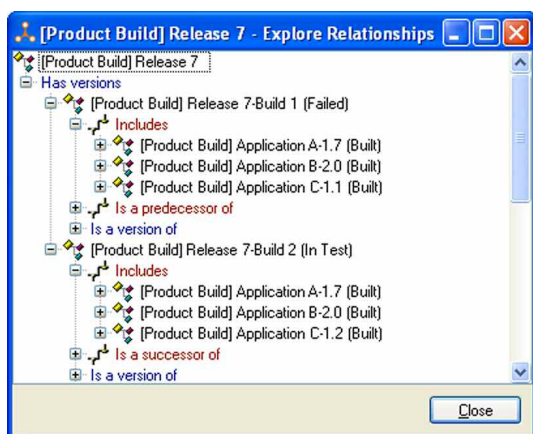 [Product Build] Release 7 - Explore Relationships
[Product Build] Release 7
Has versions
[Product Build] Release 7-Build 1 (Failed)
Includes
[Product Build] Application A-1.7 (Built)
[Product Build] Application B-2.0 (Built)
[Product Build] Application C-1.1 (Built)
Is a predecessor of
Is a version of
[Product Build] Release 7-Build 2 (In Test)
Includes
[Product Build] Application A-1.7 (Built)
[Product Build] Application B-2.0 (Built)
[Product Build] Application C-1.2 (Built)
Is a successor of
Is a version of
Close